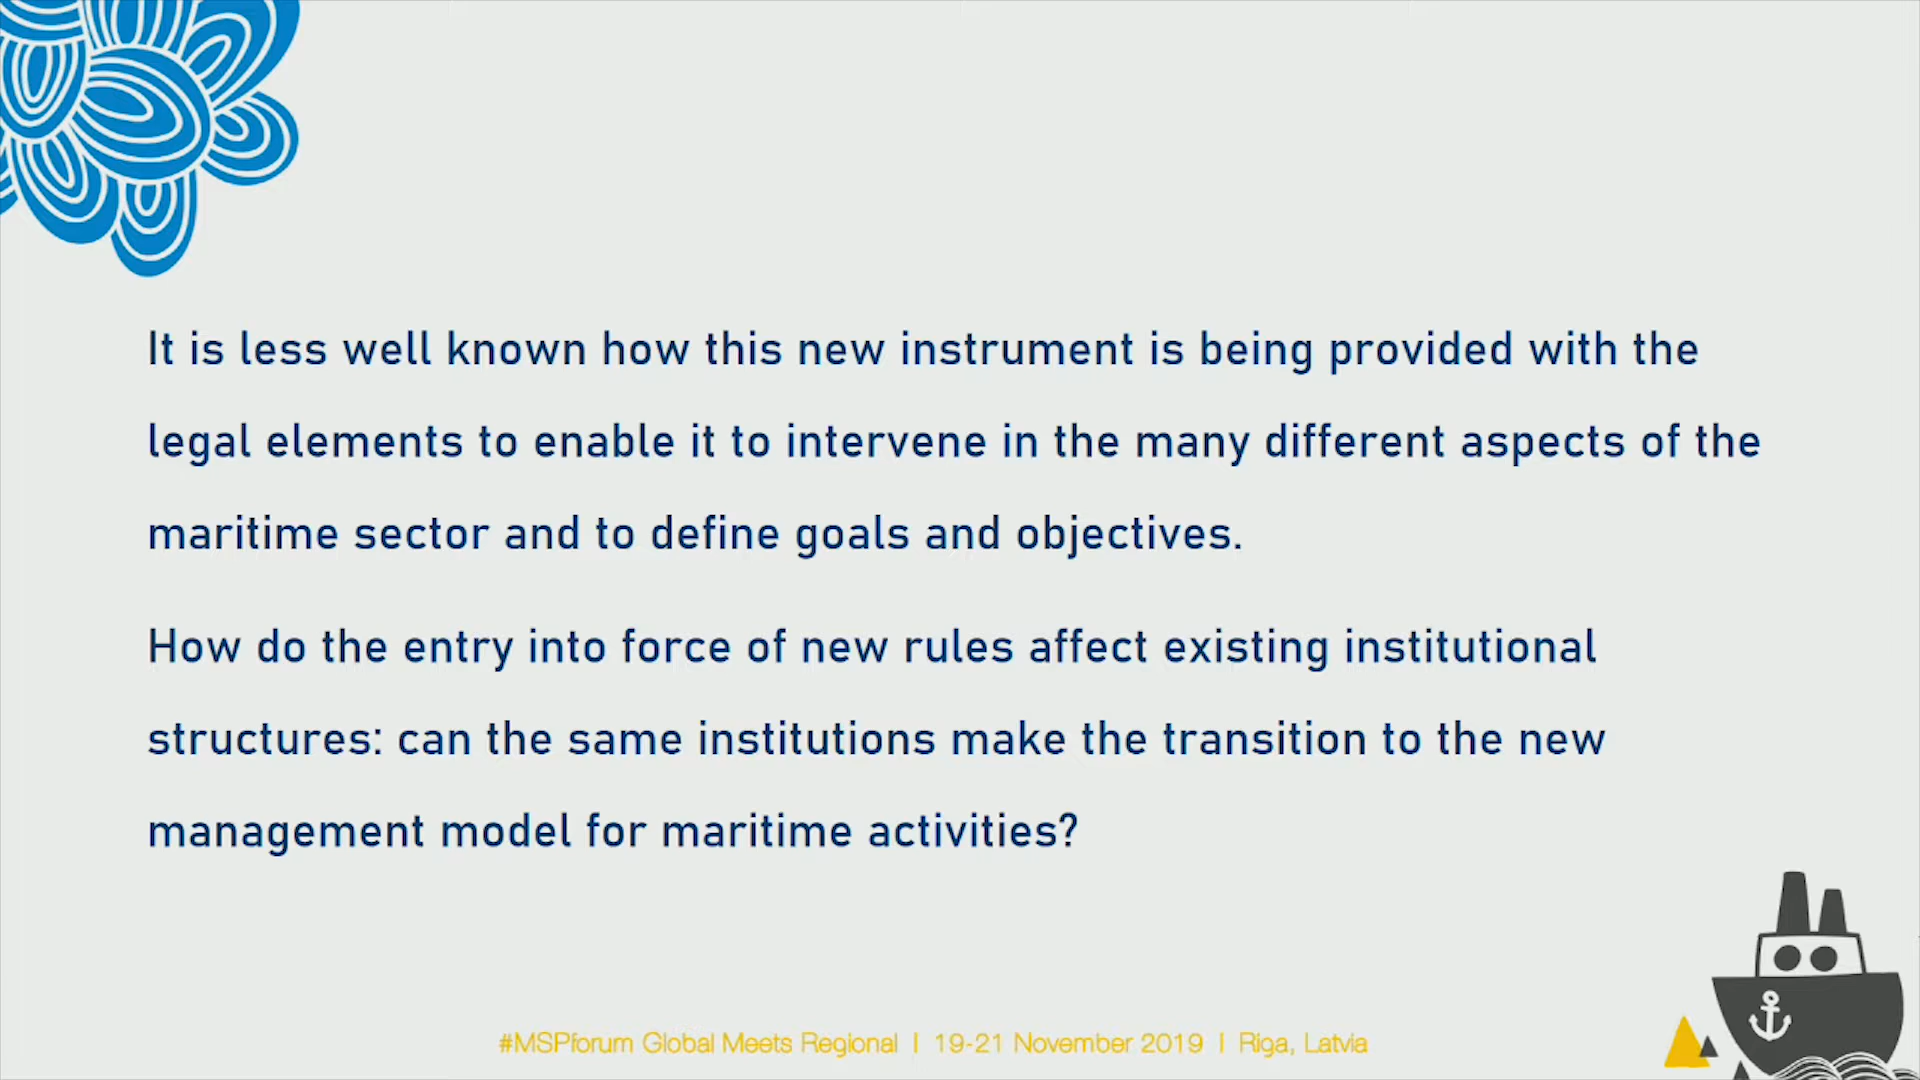 It is less well known how this new instrument is being provided with the
legal elements to enable it to intervene in the many different aspects of the
maritime sector and to define goals and objectives.
How do the entry into force of new rules affect existing institutional
structures: can the same institutions make the transition to the new
management model for maritime activities?
#MSPforum Global Meets Regional | 19-21 November 2019 | Riga, Latvia